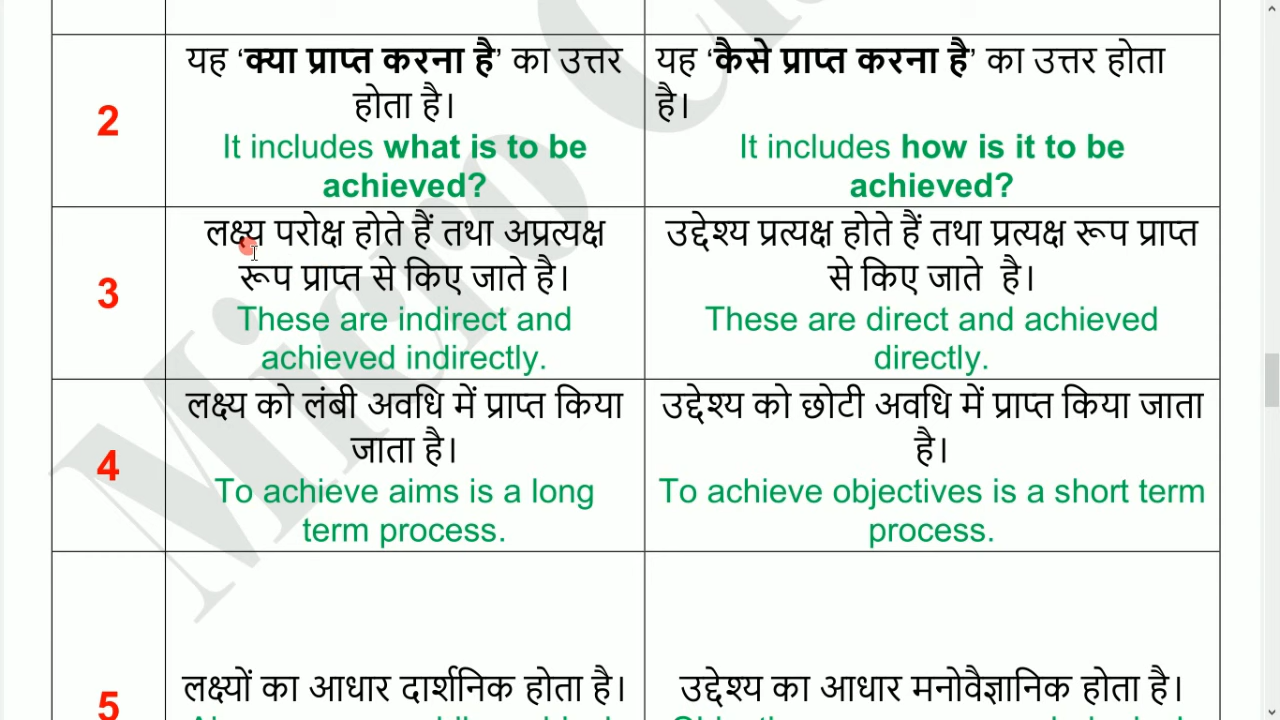 2
यह ‘क्या प्राप्त करना है’ का उत्तर
होता है।
It includes what is to be
achieved?
यह ‘कैसे प्राप्त करना है’ का उत्तर होता
है।
It includes how is it to be
achieved?
3
लक्ष्य परोक्ष होते हैं तथा अप्रत्यक्ष
रूप प्राप्त से किए जाते है।
These are indirect and
achieved indirectly.
उद्देश्य प्रत्यक्ष होते हैं तथा प्रत्यक्ष रूप प्राप्त
से किए जाते है।
These are direct and achieved
directly.
4
लक्ष्य को लंबी अवधि में प्राप्त किया
जाता है।
To achieve aims is a long
term process.
उद्देश्य को छोटी अवधि में प्राप्त किया जाता
है।
To achieve objectives is a short term
process.
5
लक्ष्यों का आधार दार्शनिक होता है।
उद्देश्य का आधार मनोवैज्ञानिक होता है।
Micro